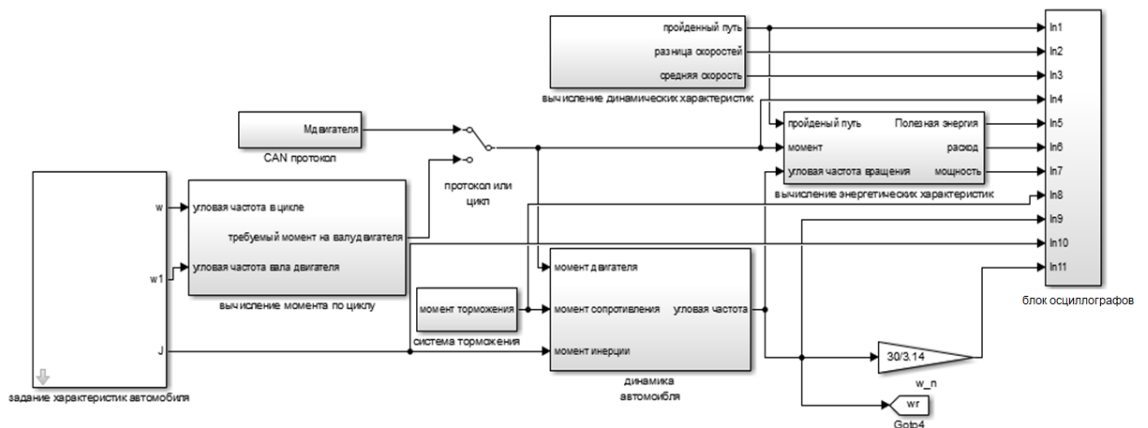 пройденный путь
разница скоростей
средняя скорость
вычисление динамических характеристик
In1
In2
In3
In4
In5
In6
In7
In8
In9
In10
In11
блок осциллографов
Mдвигателя
CAN протокол
протокол или
цикл
пройденый путь
момент
угловая частота вращения
Полезная энергия
расход
мощность
вычисление энергетических характеристик
w
w1
J
задание характеристик автомобиля
угловая частота в цикле
требуемый момент на валу двигателя
угловая частота вала двигателя
вычисление момента по циклу
момент торможения
система торможения
момент двигателя
момент сопротивления
момент инерции
угловая частота
динамика
автомоибля
30/3.14
w_n
wr
Goto4